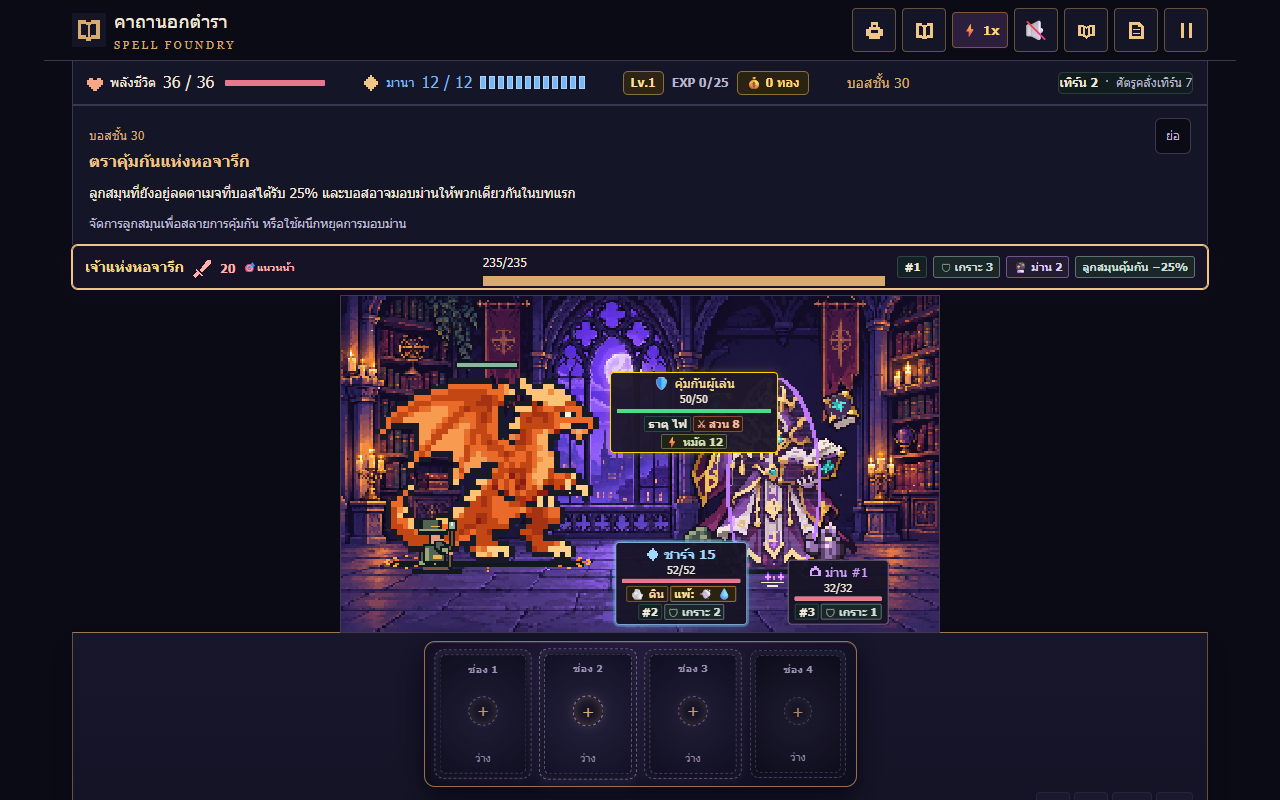 คาถานอกตำรา
SPELL FOUNDRY
1x
พลังชีวิต 36 / 36
มานา 12 / 12
Lv.1 EXP 0/25 0 ทอง
บอสชั้น 30
เทิร์น 2 · ศัตรูคลั่งเทิร์น 7
บอสชั้น 30
ย่อ
ตราคุ้มกันแห่งหอจารึก
ลูกสมุนที่ยังอยู่ลดดาเมจที่บอสได้รับ 25% และบอสอาจมอบม่านให้พวกเดียวกันในบทแรก
จัดการลูกสมุนเพื่อสลายการคุ้มกัน หรือใช้ผนึกหยุดการมอบม่าน
เจ้าแห่งหอจารึก 20 แนวนน้ำ
235/235
#1 เกราะ 3 ม่าน 2 ลูกสมุนคุ้มกัน −25%
คุ้มกันผู้เล่น
50/50
ธาตุ ไฟ สวน 8
หมัด 12
ชาร์จ 15
52/52
ดิน แพ้:
#2 เกราะ 2
ม่าน #1
32/32
#3 เกราะ 1
ช่อง 1 ช่อง 2 ช่อง 3 ช่อง 4
+ + + +
ว่าง ว่าง ว่าง ว่าง